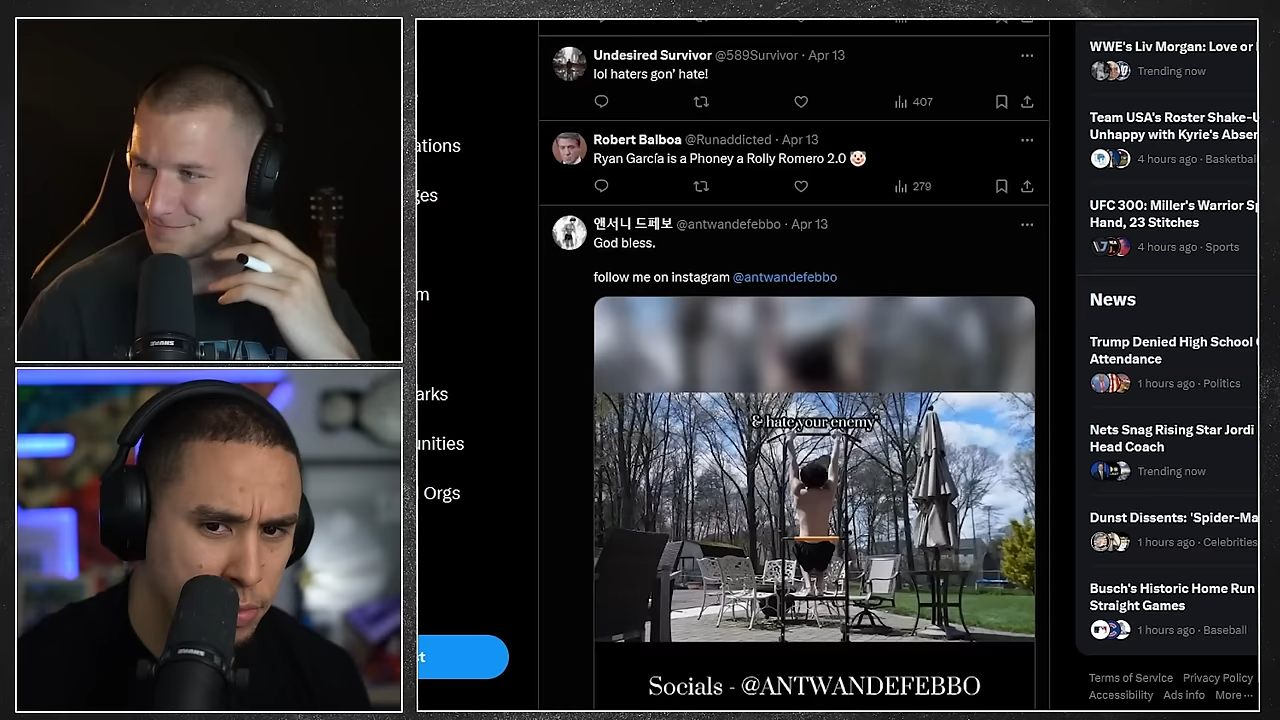 Undesired Survivor @589Survivor · Apr 13
lol haters gon' hate!
407
Robert Balboa @Runaddicted · Apr 13
Ryan García is a Phoney a Rolly Romero 2.0 🤡
279
앤서니 드페보 @antwandefebbo · Apr 13
God bless.
follow me on instagram @antwandefebbo
& hate your enemy"
Socials - @ANTWANDEFEBBO
ations
ges
m
arks
unities
Orgs
t
WWE's Liv Morgan: Love or
Trending now
Team USA's Roster Shake-U
Unhappy with Kyrie's Absen
4 hours ago · Basketbal
UFC 300: Miller's Warrior Sp
Hand, 23 Stitches
4 hours ago · Sports
News
Trump Denied High School
Attendance
1 hours ago · Politics
Nets Snag Rising Star Jordi
Head Coach
Trending now
Dunst Dissents: 'Spider-Ma
1 hours ago · Celebrities
Busch's Historic Home Run
Straight Games
1 hours ago · Baseball
Terms of Service Privacy Policy
Accessibility Ads info More ···
SHURE